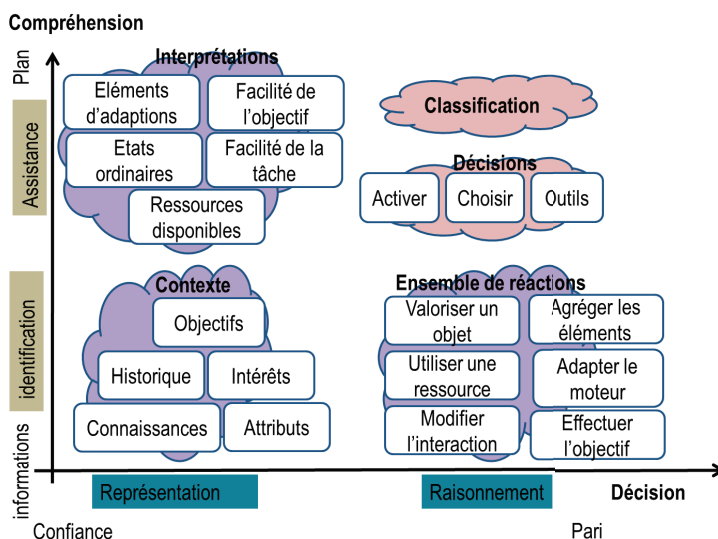 Compréhension
Plan
Assistance
identification
informations
Interprétations
Eléments
d'adaptions
Facilité de
l'objectif
Etats
ordinaires
Facilité de la
tâche
Ressources
disponibles
Classification
Décisions
Activer
Choisir
Outils
Contexte
Objectifs
Historique
Intérêts
Connaissances
Attributs
Ensemble de réactions
Valoriser un
objet
Agréger les
éléments
Utiliser une
ressource
Adapter le
moteur
Modifier
l'interaction
Effectuer
l'objectif
Représentation
Raisonnement
Décision
Confiance
Pari